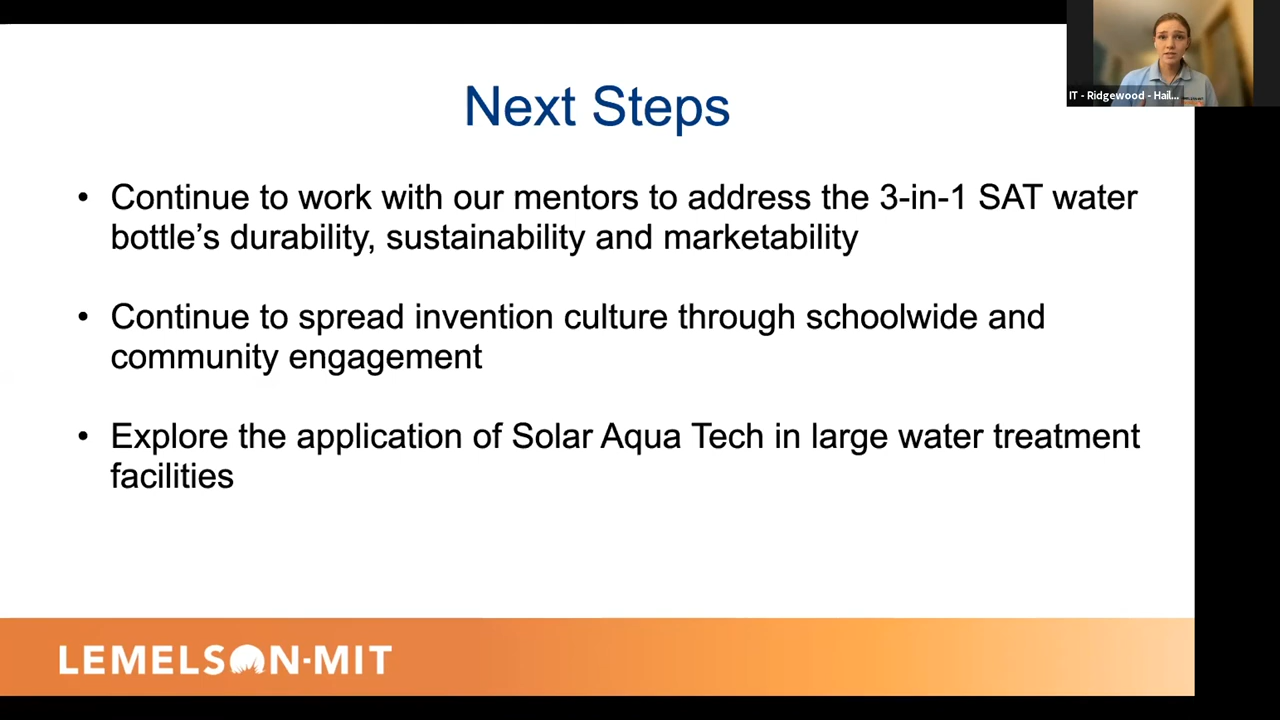 IT - Ridgewood - Hail...
Next Steps
• Continue to work with our mentors to address the 3-in-1 SAT water
bottle's durability, sustainability and marketability
• Continue to spread invention culture through schoolwide and
community engagement
• Explore the application of Solar Aqua Tech in large water treatment
facilities
LEMELSON-MIT